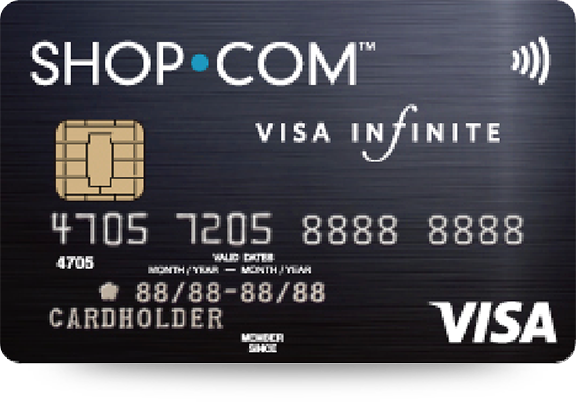 SHOP•COM™
VISA INFINITE
4705 7205 8888 8888
4705
VALID DATES
MONTH/YEAR — MONTH/YEAR
88/88-88/88
CARDHOLDER
MEMBER
SINCE
VISA